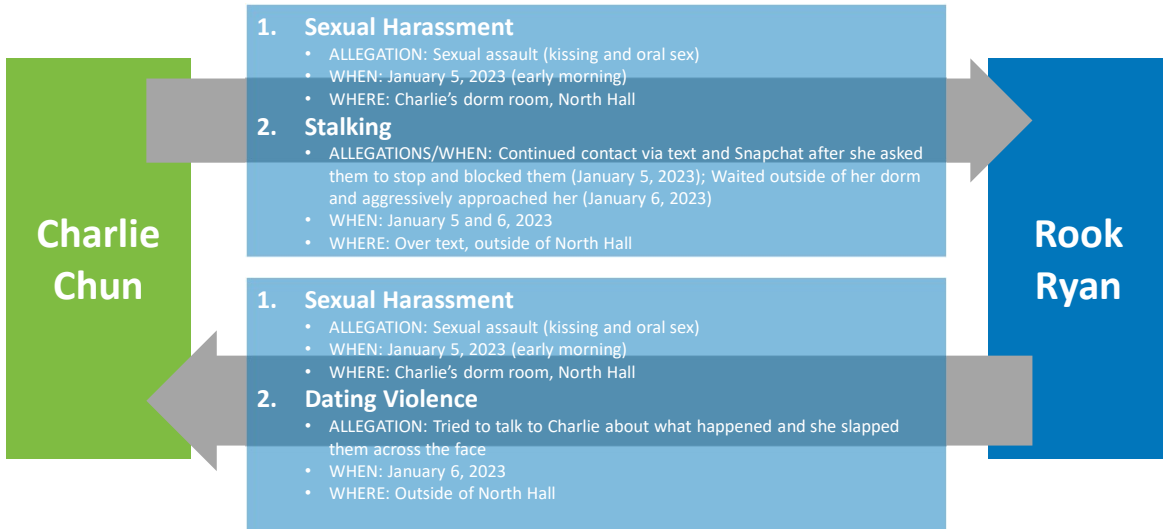 Charlie
Chun
1. Sexual Harassment
• ALLEGATION: Sexual assault (kissing and oral sex)
• WHEN: January 5, 2023 (early morning)
• WHERE: Charlie's dorm room, North Hall
2. Stalking
• ALLEGATIONS/WHEN: Continued contact via text and Snapchat after she asked
them to stop and blocked them (January 5, 2023); Waited outside of her dorm
and aggressively approached her (January 6, 2023)
• WHEN: January 5 and 6, 2023
• WHERE: Over text, outside of North Hall
1. Sexual Harassment
• ALLEGATION: Sexual assault (kissing and oral sex)
• WHEN: January 5, 2023 (early morning)
• WHERE: Charlie's dorm room, North Hall
2. Dating Violence
• ALLEGATION: Tried to talk to Charlie about what happened and she slapped
them across the face
• WHEN: January 6, 2023
• WHERE: Outside of North Hall
Rook
Ryan